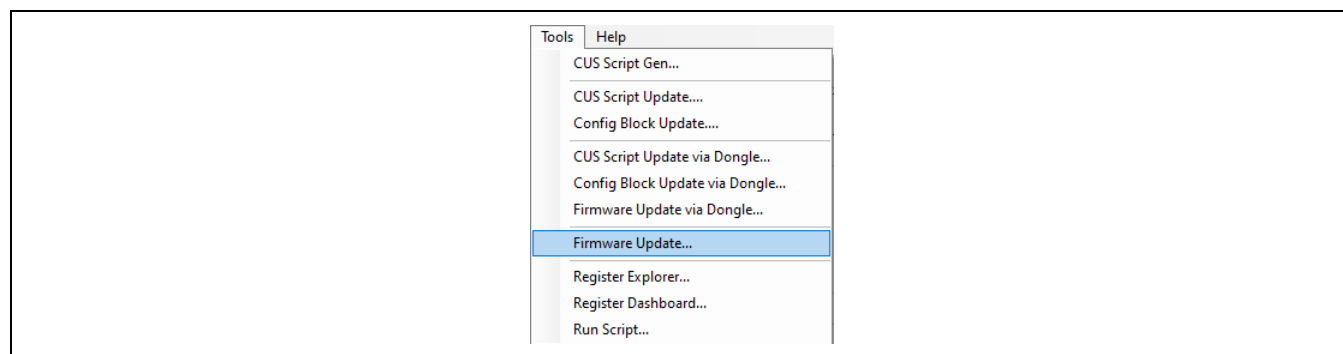 Tools Help
CUS Script Gen...
CUS Script Update....
Config Block Update....
CUS Script Update via Dongle...
Config Block Update via Dongle...
Firmware Update via Dongle...
Firmware Update...
Register Explorer...
Register Dashboard...
Run Script...